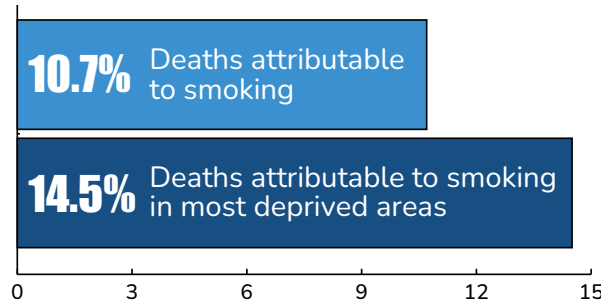 10.7% Deaths attributable
to smoking
14.5% Deaths attributable to smoking
in most deprived areas
0 3 6 9 12 15